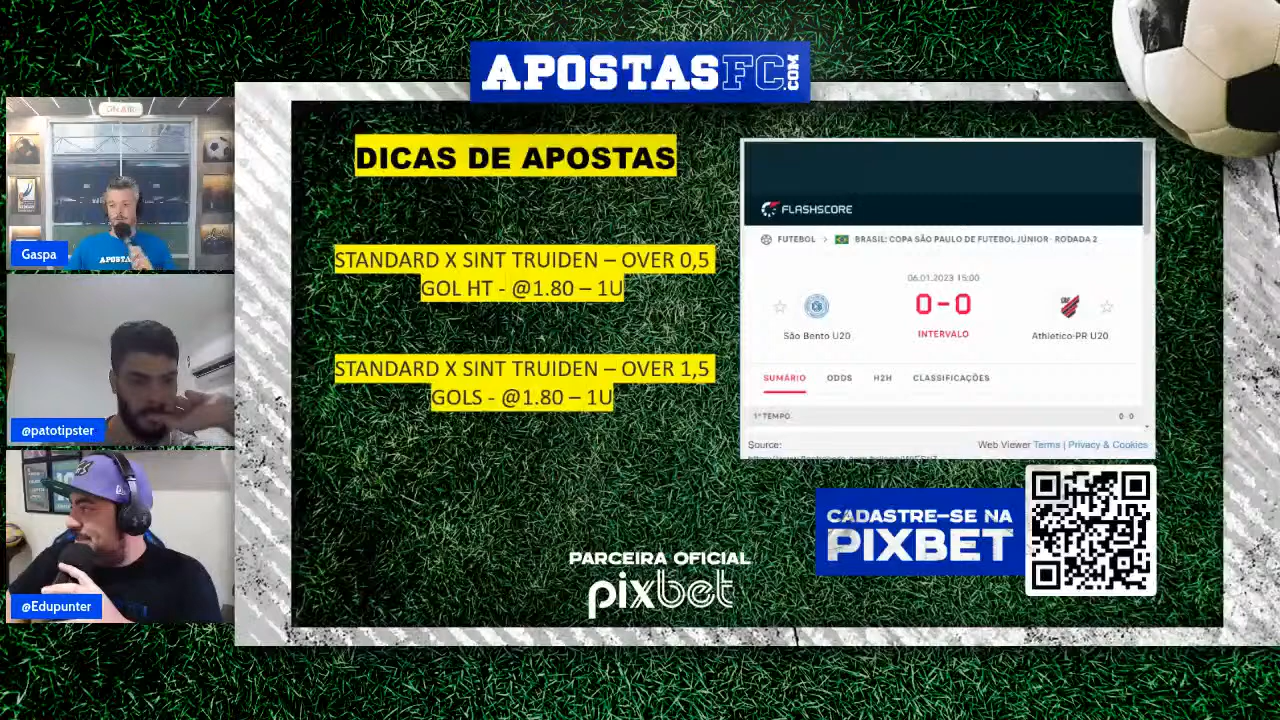 APOSTASFC.COM
ON AIR
Gaspa
APOSTAS
@patotipster
@Edupunter
DICAS DE APOSTAS
STANDARD X SINT TRUIDEN – OVER 0,5
GOL HT - @1.80 – 1U
STANDARD X SINT TRUIDEN – OVER 1,5
GOLS - @1.80 – 1U
FLASHSCORE
FUTEBOL > BRASIL: COPA SÃO PAULO DE FUTEBOL JÚNIOR - RODADA 2
06.01.2023 15:00
0-0
INTERVALO
São Bento U20
Athletico-PR U20
SUMÁRIO ODDS H2H CLASSIFICAÇÕES
1º TEMPO 0 0
Source:
Web Viewer Terms | Privacy & Cookies
CADASTRE-SE NA
PIXBET
PARCEIRA OFICIAL
pixbet